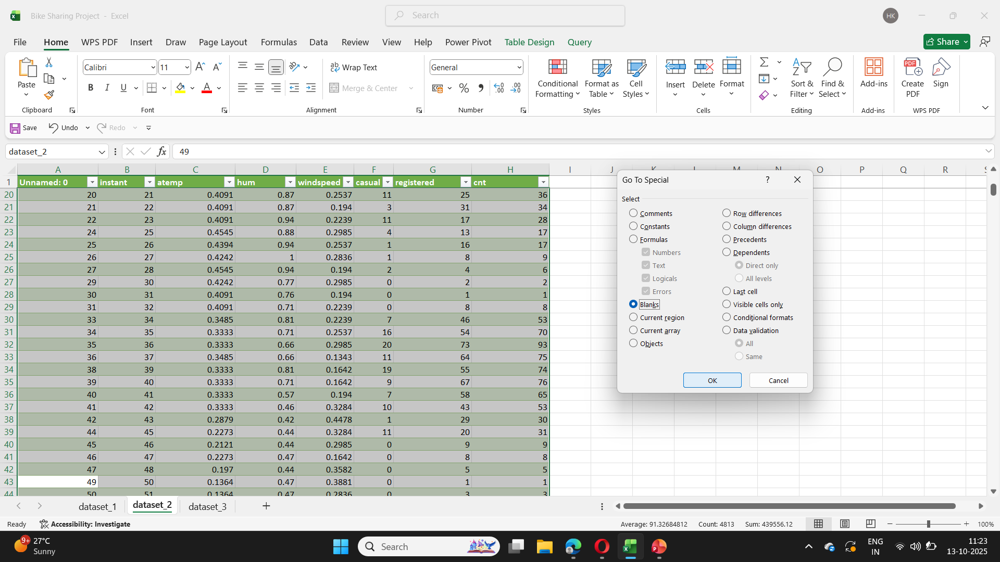 Bike Sharing Project - Excel
Search
HK
File Home WPS PDF Insert Draw Page Layout Formulas Data Review View Help Power Pivot Table Design Query
Share
Paste
Clipboard
Calibri 11
B I U
Font
Wrap Text
Merge & Center
Alignment
General
Number
Conditional Formatting
Format as Table
Cell Styles
Styles
Insert
Delete
Format
Cells
Sort & Filter
Find & Select
Editing
Add-ins
Add-ins
Create PDF
Sign
WPS PDF
Save Undo Redo
dataset_2 fx 49
A B C D E F G H I J K L M N O P Q R
1 Unnamed: 0 instant atemp hum windspeed casual registered cnt
20 20 21 0.4091 0.87 0.2537 11 25 36
21 21 22 0.4091 0.87 0.194 3 31 34
22 22 23 0.4091 0.94 0.2239 11 17 28
23 24 25 0.4545 0.88 0.2985 4 13 17
24 25 26 0.4394 0.94 0.2537 1 16 17
25 26 27 0.4242 1 0.2836 1 8 9
26 27 28 0.4545 0.94 0.194 2 4 6
27 29 30 0.4242 0.77 0.2985 0 2 2
28 30 31 0.4091 0.76 0.194 0 1 1
29 31 32 0.4091 0.71 0.2239 0 8 8
30 33 34 0.3485 0.81 0.2239 7 46 53
31 34 35 0.3333 0.71 0.2537 16 54 70
32 35 36 0.3333 0.66 0.2985 20 73 93
33 36 37 0.3485 0.66 0.1343 11 64 75
34 38 39 0.3333 0.81 0.1642 19 55 74
35 39 40 0.3333 0.71 0.1642 9 67 76
36 40 41 0.3333 0.57 0.194 7 58 65
37 41 42 0.3333 0.46 0.3284 10 43 53
38 42 43 0.2879 0.42 0.4478 1 29 30
39 44 45 0.2273 0.44 0.3284 11 20 31
40 45 46 0.2121 0.44 0.2985 0 9 9
41 46 47 0.2273 0.47 0.1642 0 8 8
42 47 48 0.197 0.44 0.3582 0 5 5
43 49 50 0.1364 0.47 0.3881 0 1 1
44 50 51 0.1364 0.47 0.2836 0 3 3
Go To Special ?
Select
Comments
Constants
Formulas
Numbers
Text
Logicals
Errors
Blanks
Current region
Current array
Objects
Row differences
Column differences
Precedents
Dependents
Direct only
All levels
Last cell
Visible cells only
Conditional formats
Data validation
All
Same
OK Cancel
dataset_1 dataset_2 dataset_3
Ready Accessibility: Investigate Average: 91.32684812 Count: 4813 Sum: 439556.12 100%
9+ 27°C
Sunny
Search
ENG
IN
11:23
13-10-2025